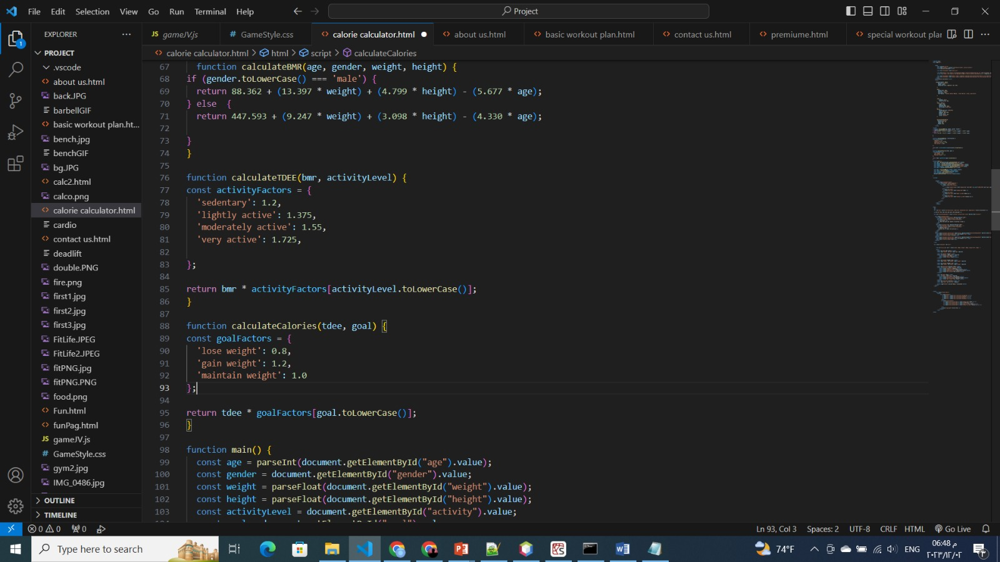 File Edit Selection View Go Run Terminal Help
Project
EXPLORER
JS gameJV.js
# GameStyle.css
<> calorie calculator.html
<> about us.html
<> basic workout plan.html
<> contact us.html
<> premiume.html
<> special workout plar
calorie calculator.html > html > script > calculateCalories
1
PROJECT
.vscode
about us.html
back.JPG
barbellGIF
basic workout plan.ht...
bench.jpg
benchGIF
bg.JPG
calc2.html
calco.png
calorie calculator.html
cardio
contact us.html
deadlift
double.PNG
fire.png
first1.jpg
first2.jpg
first3.jpg
FitLife.JPEG
FitLife2.JPEG
fitPNG.jpg
fitPNG.PNG
food.png
Fun.html
funPag.html
JS gameJV.js
# GameStyle.css
gym2.jpg
IMG_0486.jpg
OUTLINE
TIMELINE
67 function calculateBMR(age, gender, weight, height) {
68 if (gender.toLowerCase() === 'male') {
69 return 88.362 + (13.397 * weight) + (4.799 * height) - (5.677 * age);
70 } else {
71 return 447.593 + (9.247 * weight) + (3.098 * height) - (4.330 * age);
72
73 }
74 }
75
76 function calculateTDEE(bmr, activityLevel) {
77 const activityFactors = {
78 'sedentary': 1.2,
79 'lightly active': 1.375,
80 'moderately active': 1.55,
81 'very active': 1.725,
82
83 };
84
85 return bmr * activityFactors[activityLevel.toLowerCase()];
86 }
87
88 function calculateCalories(tdee, goal) {
89 const goalFactors = {
90 'lose weight': 0.8,
91 'gain weight': 1.2,
92 'maintain weight': 1.0
93 };
94
95 return tdee * goalFactors[goal.toLowerCase()];
96 }
97
98 function main() {
99 const age = parseInt(document.getElementById("age").value);
100 const gender = document.getElementById("gender").value;
101 const weight = parseFloat(document.getElementById("weight").value);
102 const height = parseFloat(document.getElementById("height").value);
103 const activityLevel = document.getElementById("activity").value;
0 0 0
Ln 93, Col 3 Spaces: 2 UTF-8 CRLF HTML Go Live
Type here to search
74°F
ENG
06:48 م
٢٠٢٣/١٢/٠٢
٣